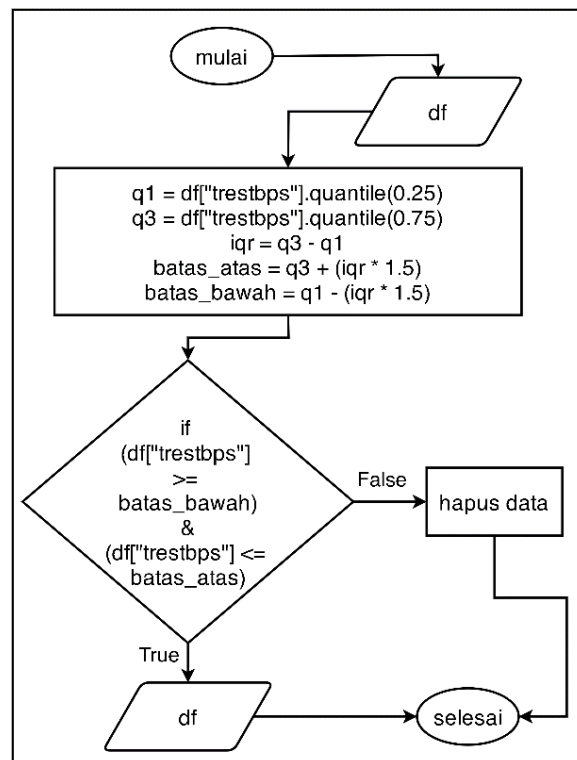 mulai
df
q1 = df["trestbps"].quantile(0.25)
q3 = df["trestbps"].quantile(0.75)
iqr = q3 - q1
batas_atas = q3 + (iqr * 1.5)
batas_bawah = q1 - (iqr * 1.5)
if
(df["trestbps"]
>=
batas_bawah)
&
(df["trestbps"] <=
batas_atas)
False
hapus data
True
df
selesai